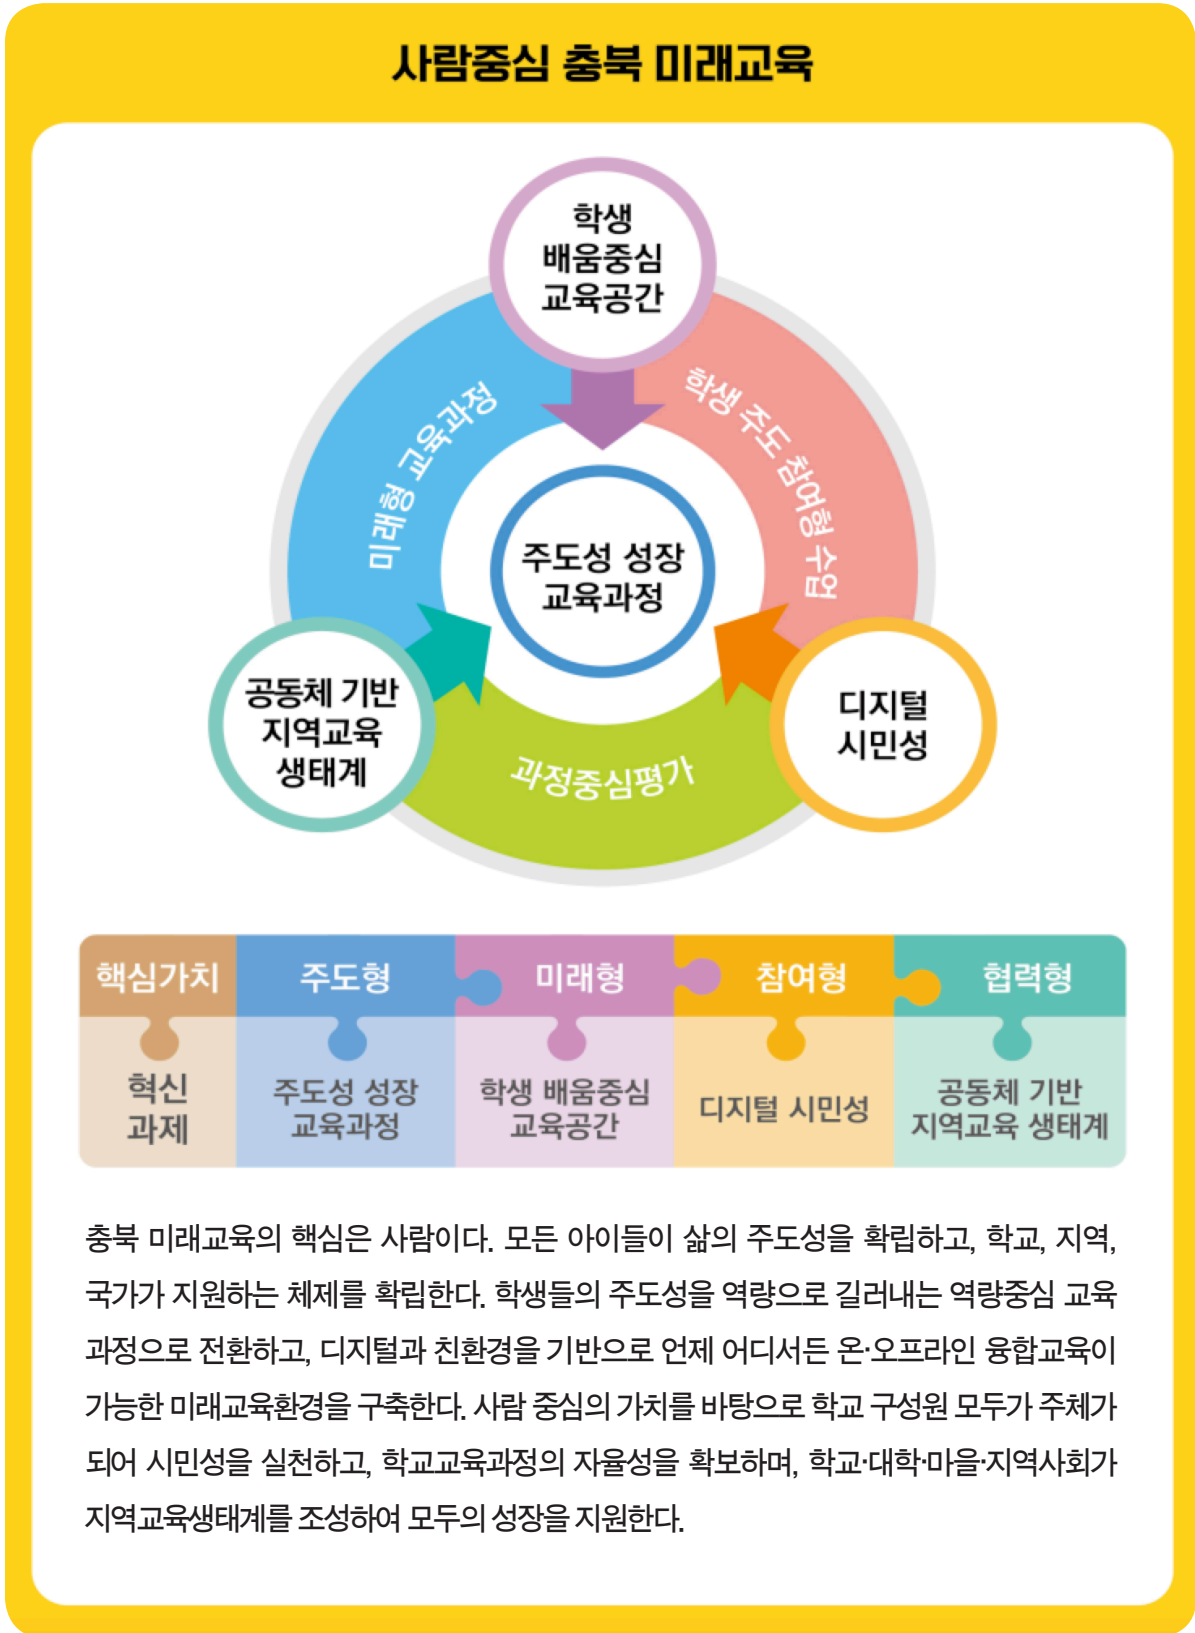 사람중심 충북 미래교육
학생
배움중심
교육공간
미래형 교육과정
학생 주도 참여형 수업
주도성 성장
교육과정
공동체 기반
지역교육
생태계
디지털
시민성
과정중심평가
핵심가치 주도형 미래형 참여형 협력형
혁신
과제
주도성 성장
교육과정
학생 배움중심
교육공간
디지털 시민성
공동체 기반
지역교육 생태계
충북 미래교육의 핵심은 사람이다. 모든 아이들이 삶의 주도성을 확립하고, 학교, 지역,
국가가 지원하는 체제를 확립한다. 학생들의 주도성을 역량으로 길러내는 역량중심 교육
과정으로 전환하고, 디지털과 친환경을 기반으로 언제 어디서든 온·오프라인 융합교육이
가능한 미래교육환경을 구축한다. 사람 중심의 가치를 바탕으로 학교 구성원 모두가 주체가
되어 시민성을 실천하고, 학교교육과정의 자율성을 확보하며, 학교·대학·마을·지역사회가
지역교육생태계를 조성하여 모두의 성장을 지원한다.